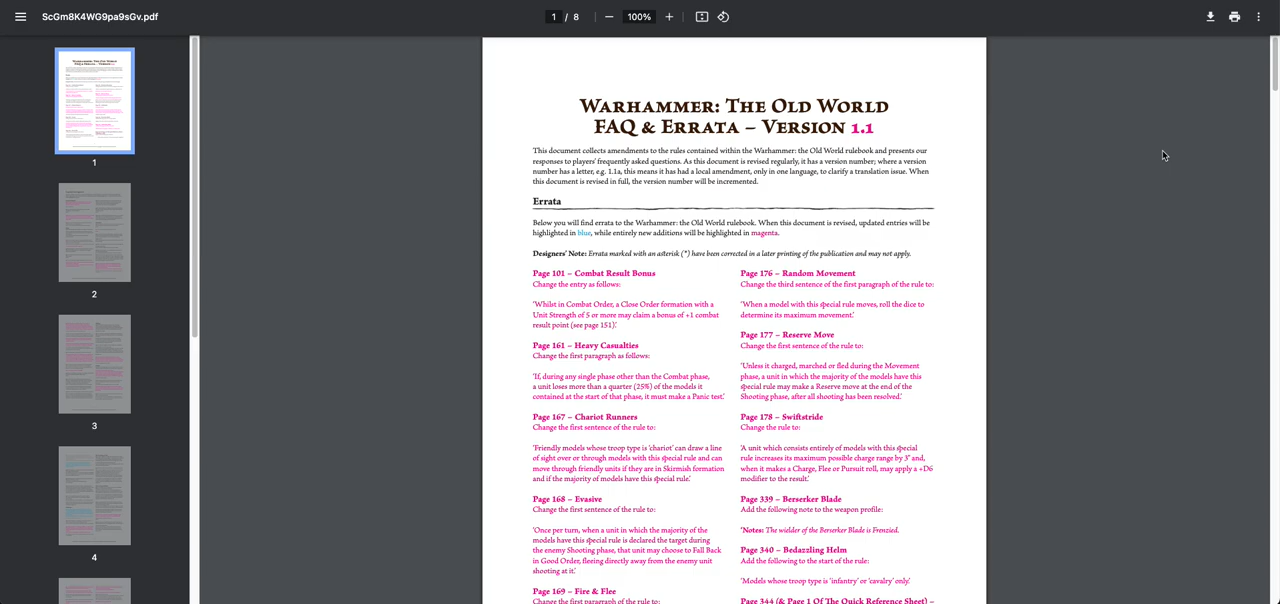 ScGm8K4WG9pa9sGv.pdf
1 / 8
100%
1
2
3
4
Warhammer: The Old World
FAQ & Errata – Version 1.1
This document collects amendments to the rules contained within the Warhammer: the Old World rulebook and presents our
responses to players' frequently asked questions. As this document is revised regularly, it has a version number; where a version
number has a letter, e.g. 1.1a, this means it has had a local amendment, only in one language, to clarify a translation issue. When
this document is revised in full, the version number will be incremented.
Errata
Below you will find errata to the Warhammer: the Old World rulebook. When this document is revised, updated entries will be
highlighted in blue, while entirely new additions will be highlighted in magenta.
Designers' Note: Errata marked with an asterisk (*) have been corrected in a later printing of the publication and may not apply.
Page 101 – Combat Result Bonus
Change the entry as follows:
'Whilst in Combat Order, a Close Order formation with a
Unit Strength of 5 or more may claim a bonus of +1 combat
result point (see page 151).'
Page 161 – Heavy Casualties
Change the first paragraph as follows:
'If, during any single phase other than the Combat phase,
a unit loses more than a quarter (25%) of the models it
contained at the start of that phase, it must make a Panic test.'
Page 167 – Chariot Runners
Change the first sentence of the rule to:
'Friendly models whose troop type is 'chariot' can draw a line
of sight over or through models with this special rule and can
move through friendly units if they are in Skirmish formation
and if the majority of models have this special rule.'
Page 168 – Evasive
Change the first sentence of the rule to:
'Once per turn, when a unit in which the majority of the
models have this special rule is declared the target during
the enemy Shooting phase, that unit may choose to Fall Back
in Good Order, fleeing directly away from the enemy unit
shooting at it.'
Page 169 – Fire & Flee
Change the first paragraph of the rule to:
Page 176 – Random Movement
Change the third sentence of the first paragraph of the rule to:
'When a model with this special rule moves, roll the dice to
determine its maximum movement.'
Page 177 – Reserve Move
Change the first sentence of the rule to:
'Unless it charged, marched or fled during the Movement
phase, a unit in which the majority of the models have this
special rule may make a Reserve move at the end of the
Shooting phase, after all shooting has been resolved.'
Page 178 – Swiftstride
Change the rule to:
'A unit which consists entirely of models with this special
rule increases its maximum possible charge range by 3" and,
when it makes a Charge, Flee or Pursuit roll, may apply a +D6
modifier to the result.'
Page 339 – Berserker Blade
Add the following note to the weapon profile:
'Notes: The wielder of the Berserker Blade is Frenzied.
Page 340 – Bedazzling Helm
Add the following to the start of the rule:
'Models whose troop type is 'infantry' or 'cavalry' only.'
Page 344 (& Page 1 Of The Quick Reference Sheet) –